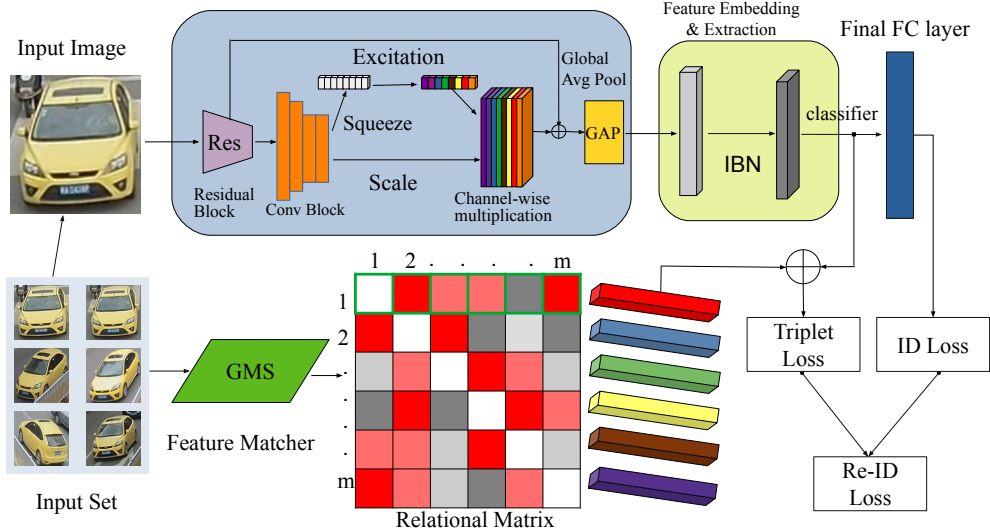 Input Image
Feature Embedding
& Extraction
Final FC layer
Excitation
Global
Avg Pool
Squeeze
Res
GAP
classifier
IBN
Scale
Residual
Block
Conv Block
Channel-wise
multiplication
1 2 . . . m
1
2
.
.
.
m
GMS
Feature Matcher
Input Set
Relational Matrix
Triplet
Loss
ID Loss
Re-ID
Loss